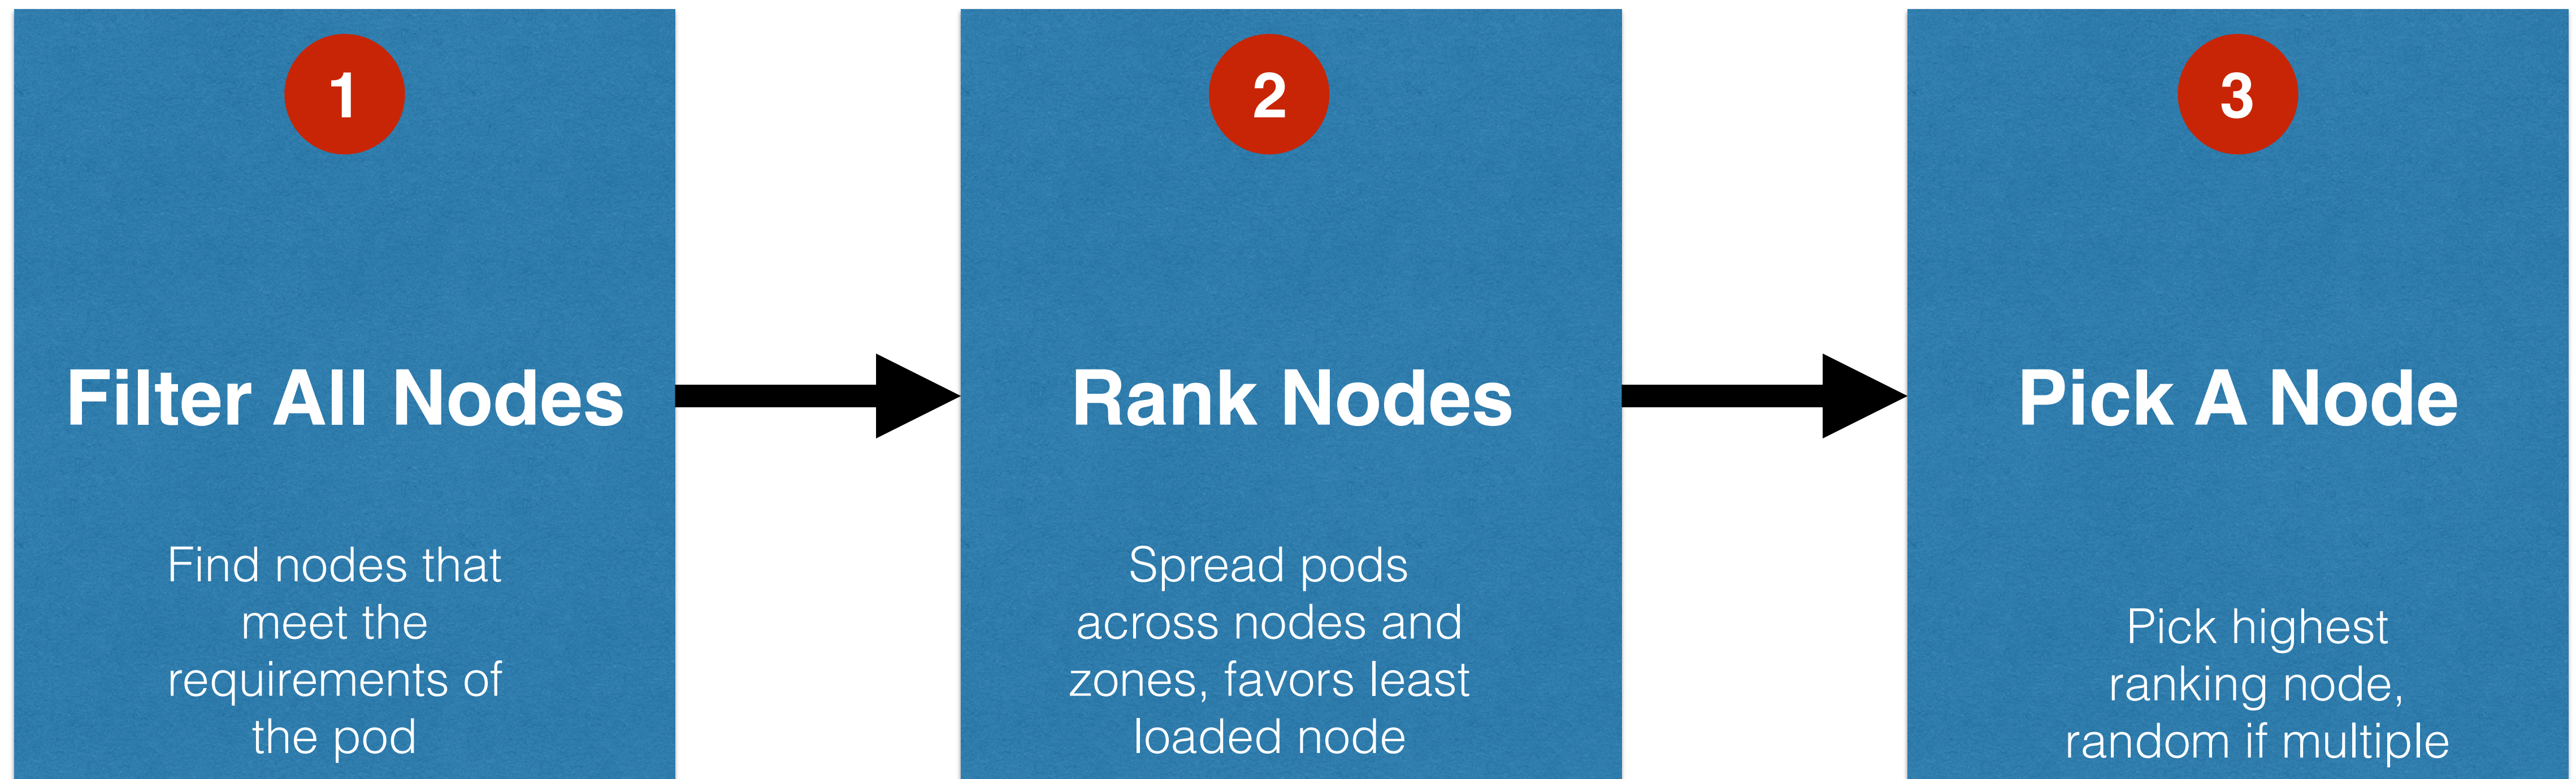 1
Filter All Nodes
Find nodes that
meet the
requirements of
the pod
2
Rank Nodes
Spread pods
across nodes and
zones, favors least
loaded node
3
Pick A Node
Pick highest
ranking node,
random if multiple